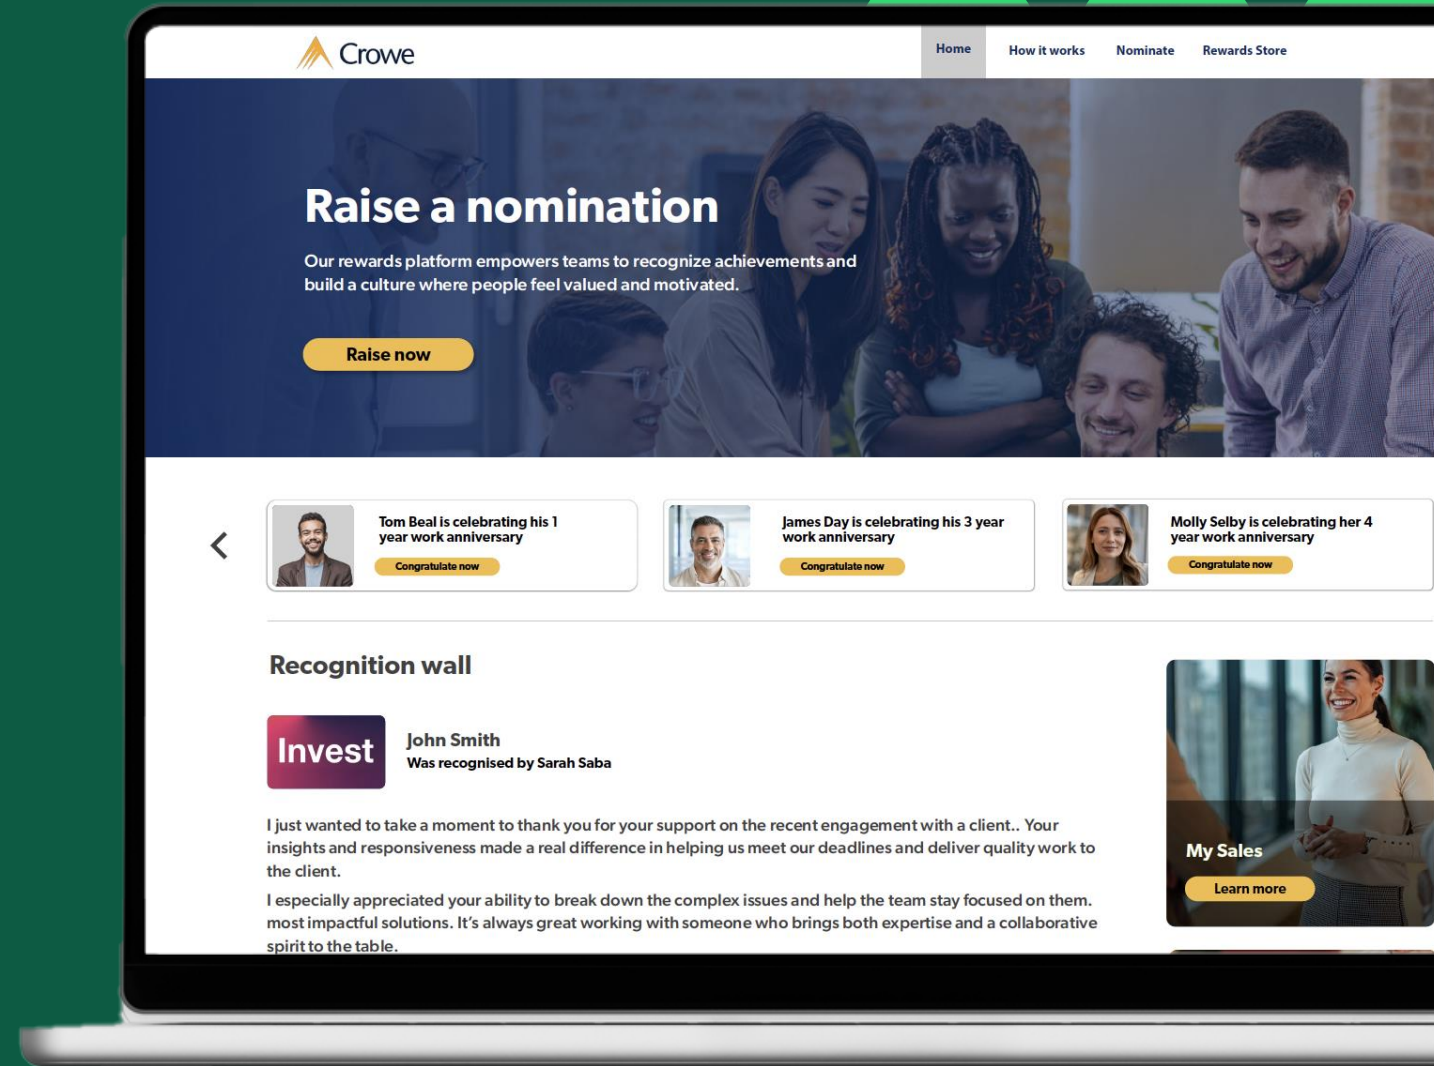 Crowe
Home
How it works
Nominate
Rewards Store
Raise a nomination
Our rewards platform empowers teams to recognize achievements and
build a culture where people feel valued and motivated.
Raise now
Tom Beal is celebrating his 1
year work anniversary
Congratulate now
James Day is celebrating his 3 year
work anniversary
Congratulate now
Molly Selby is celebrating her 4
year work anniversary
Congratulate now
Recognition wall
Invest
John Smith
Was recognised by Sarah Saba
I just wanted to take a moment to thank you for your support on the recent engagement with a client.. Your
insights and responsiveness made a real difference in helping us meet our deadlines and deliver quality work to
the client.
I especially appreciated your ability to break down the complex issues and help the team stay focused on them.
most impactful solutions. It's always great working with someone who brings both expertise and a collaborative
spirit to the table.
My Sales
Learn more